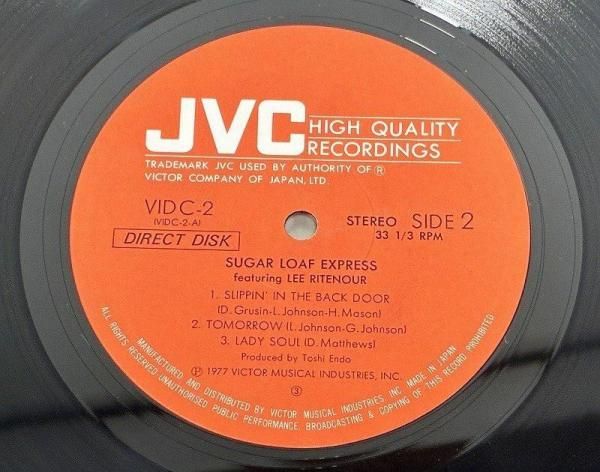 JVC HIGH QUALITY
RECORDINGS
TRADEMARK JVC USED BY AUTHORITY OF Ⓡ
VICTOR COMPANY OF JAPAN, LTD.
VIDC-2
(VIDC-2-A)
DIRECT DISK
STEREO SIDE 2
33 1/3 RPM
SUGAR LOAF EXPRESS
featuring LEE RITENOUR
1. SLIPPIN' IN THE BACK DOOR
(D. Grusin-L. Johnson-H. Mason)
2. TOMORROW (L. Johnson-G. Johnson)
3. LADY SOUL (D. Matthews)
Produced by Toshi Endo
Ⓟ 1977 VICTOR MUSICAL INDUSTRIES, INC.
③
MANUFACTURED AND DISTRIBUTED BY VICTOR MUSICAL INDUSTRIES, INC. MADE IN JAPAN
ALL RIGHTS RESERVED UNAUTHORISED PUBLIC PERFORMANCE. BROADCASTING & COPYING OF THIS RECORD PROHIBITED